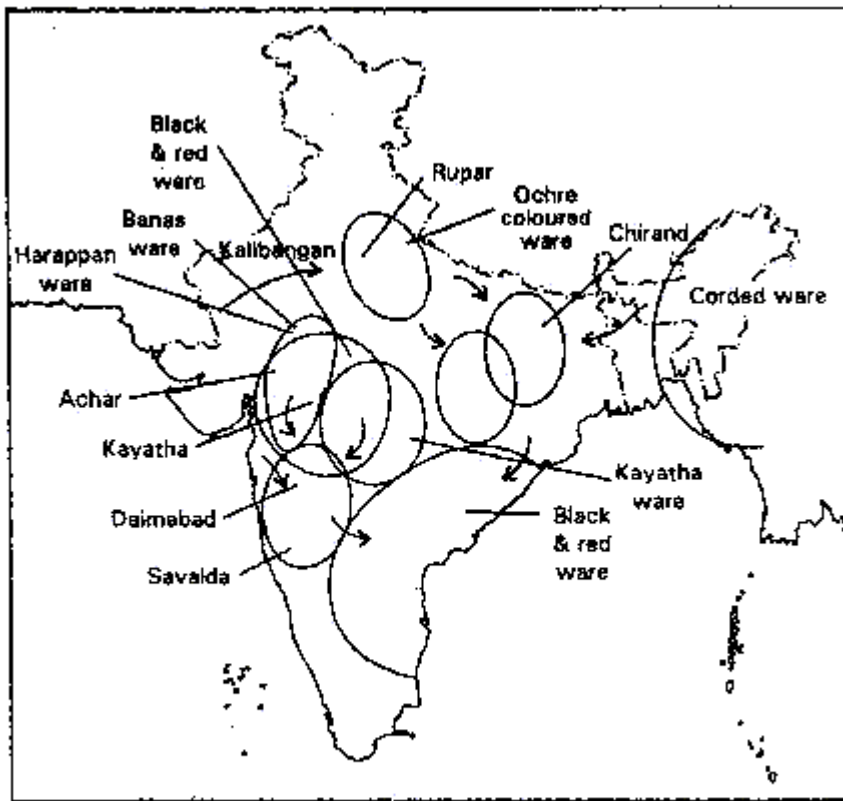 Black
& red
ware
Rupar
Ochre
coloured
ware
Banas
ware
Kalibangan
Chirand
Harappan
ware
Corded ware
Achar
Kayatha
Kayatha
ware
Daimabad
Black
& red
ware
Savalda